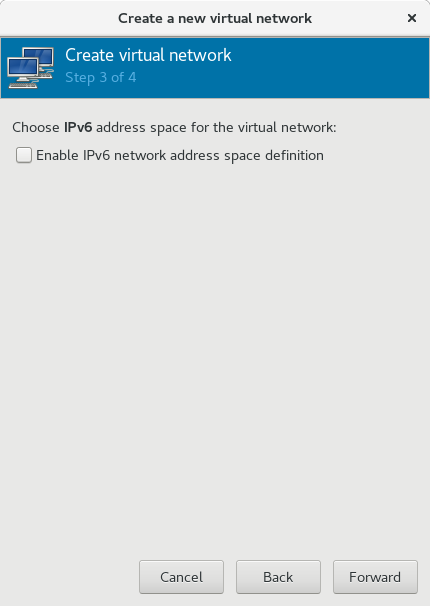 Create a new virtual network
Create virtual network
Step 3 of 4
Choose IPv6 address space for the virtual network:
Enable IPv6 network address space definition
Cancel
Back
Forward